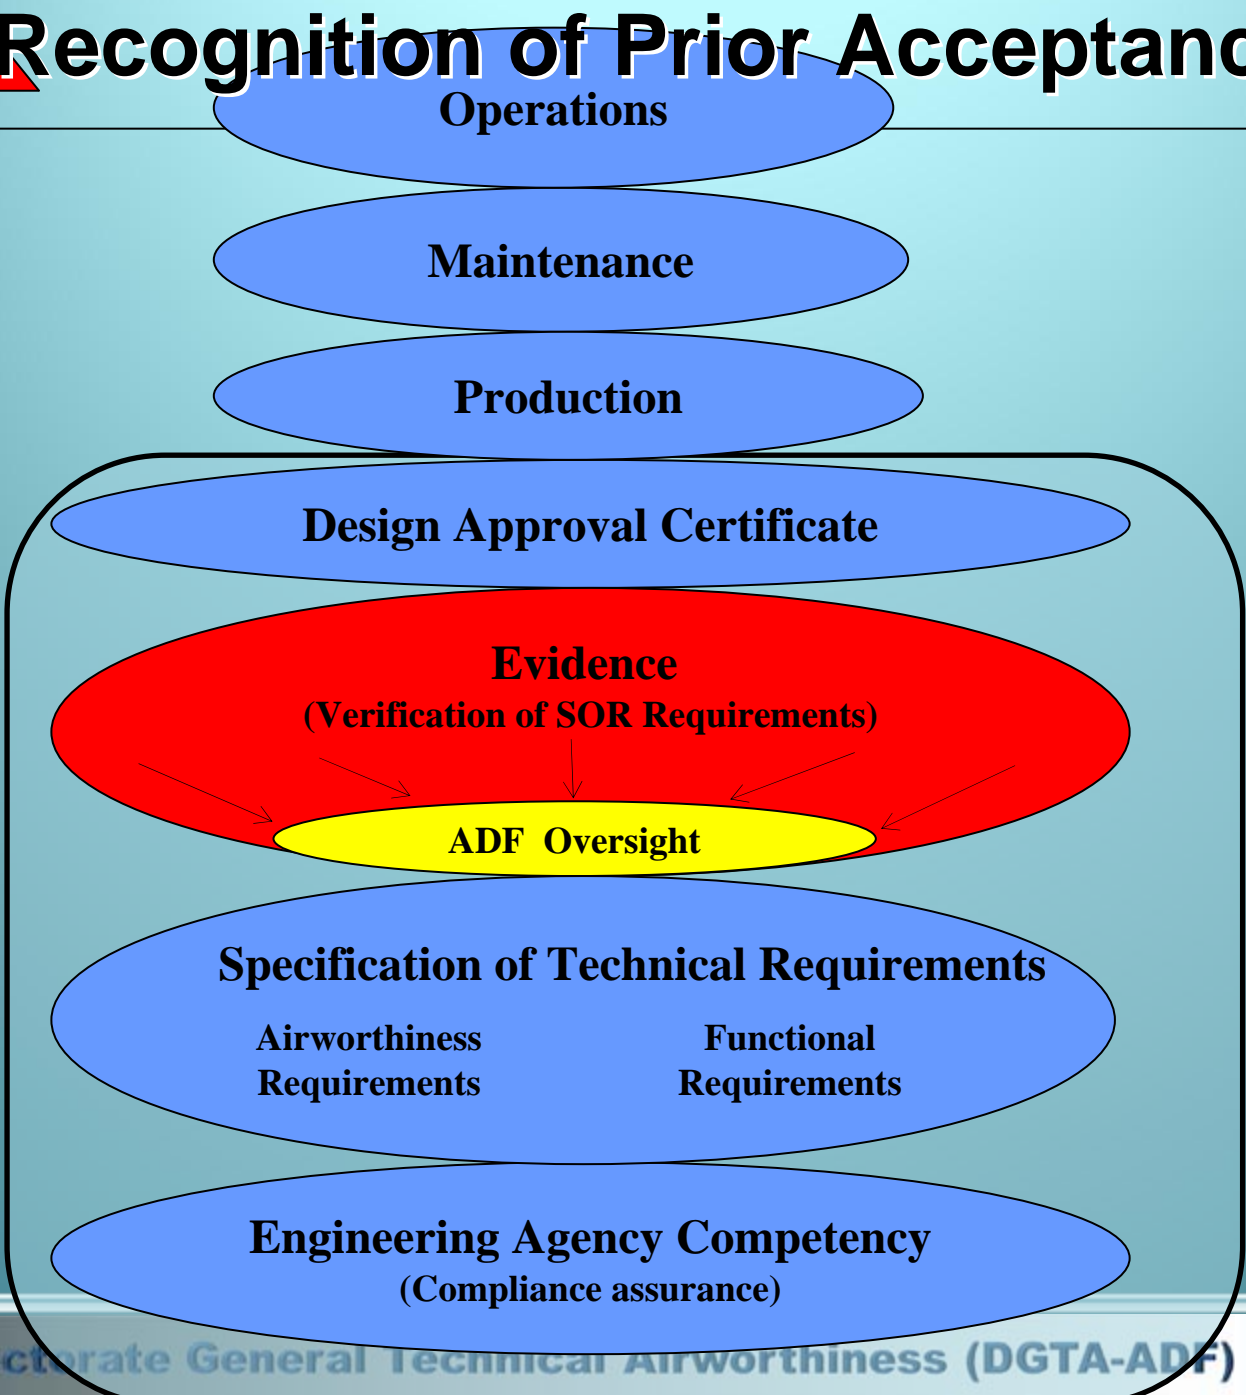 Recognition of Prior Acceptanc
Operations
Maintenance
Production
Design Approval Certificate
Evidence
(Verification of SOR Requirements)
ADF Oversight
Specification of Technical Requirements
Airworthiness Requirements
Functional Requirements
Engineering Agency Competency
(Compliance assurance)
ctorate General Technical Airworthiness (DGTA-ADF)